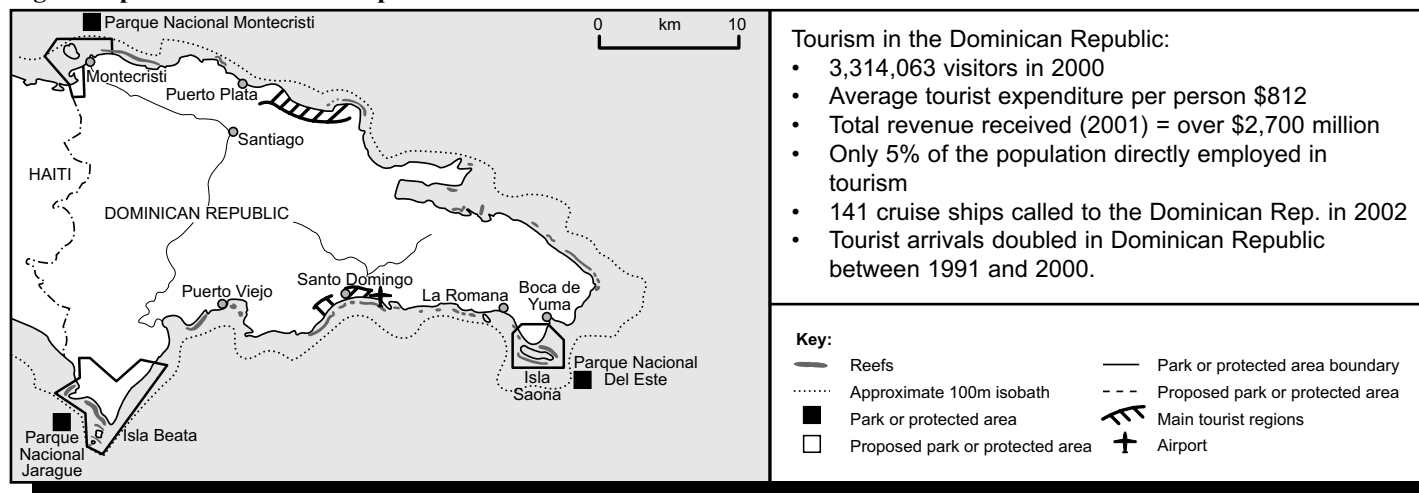 Parque Nacional Montecristi
0 km 10
Montecristi
Puerto Plata
Santiago
HAITI
DOMINICAN REPUBLIC
Santo Domingo
Puerto Viejo
La Romana
Boca de
Yuma
Parque Nacional
Del Este
Isla
Saona
Isla Beata
Parque
Nacional
Jarague
Tourism in the Dominican Republic:
• 3,314,063 visitors in 2000
• Average tourist expenditure per person $812
• Total revenue received (2001) = over $2,700 million
• Only 5% of the population directly employed in
tourism
• 141 cruise ships called to the Dominican Rep. in 2002
• Tourist arrivals doubled in Dominican Republic
between 1991 and 2000.
Key:
Reefs
Approximate 100m isobath
Park or protected area
Proposed park or protected area
Park or protected area boundary
Proposed park or protected area
Main tourist regions
Airport